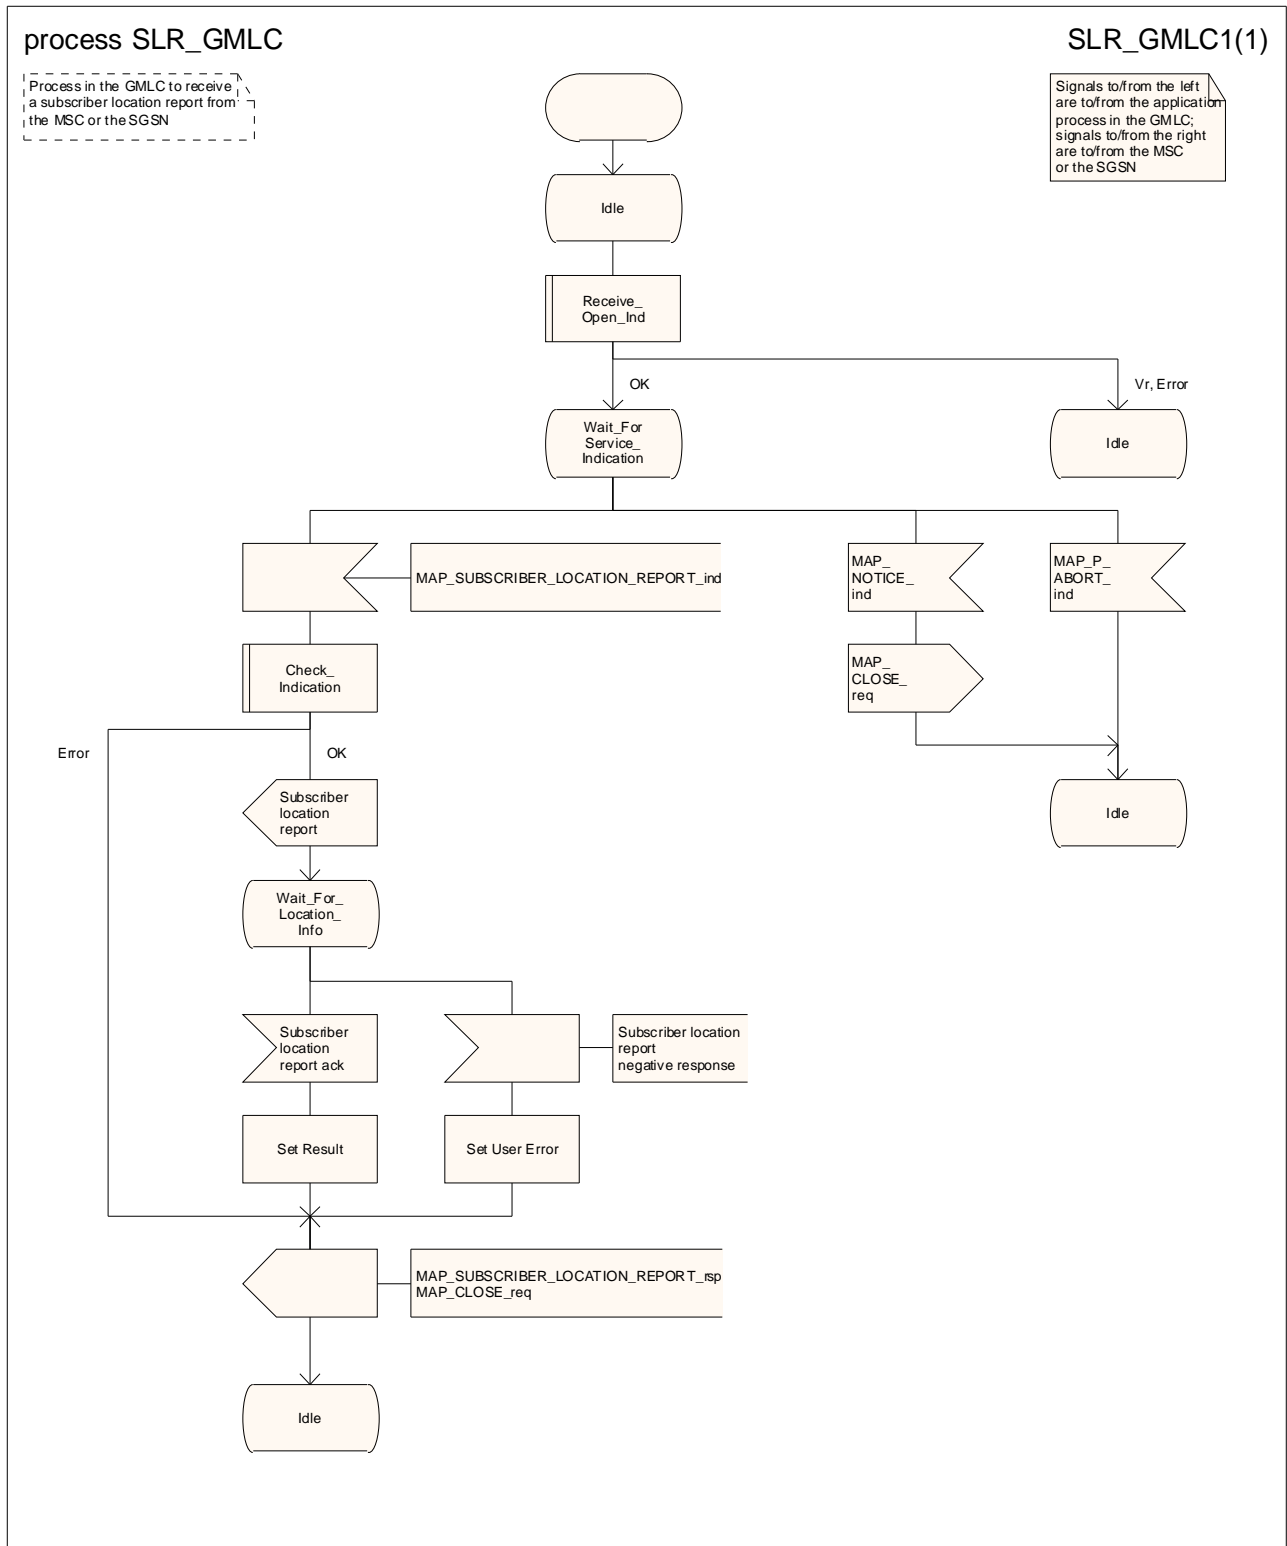 process SLR_GMLC
SLR_GMLC1(1)
Process in the GMLC to receive
a subscriber location report from
the MSC or the SGSN
Signals to/from the left
are to/from the application
process in the GMLC;
signals to/from the right
are to/from the MSC
or the SGSN
Idle
Receive_
Open_Ind
OK
Vr, Error
Wait_For
Service_
Indication
Idle
MAP_SUBSCRIBER_LOCATION_REPORT_ind
MAP_
NOTICE_
ind
MAP_P_
ABORT_
ind
Check_
Indication
MAP_
CLOSE_
req
Error
OK
Subscriber
location
report
Idle
Wait_For_
Location_
Info
Subscriber
location
report ack
Subscriber location
report
negative response
Set Result
Set User Error
MAP_SUBSCRIBER_LOCATION_REPORT_rsp
MAP_CLOSE_req
Idle